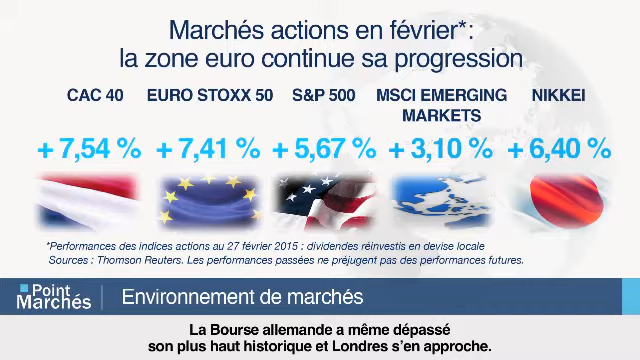 Marchés actions en février*:
la zone euro continue sa progression
CAC 40 EURO STOXX 50 S&P 500 MSCI EMERGING MARKETS NIKKEI
+ 7,54 % + 7,41 % + 5,67 % + 3,10 % + 6,40 %
*Performances des indices actions au 27 février 2015 : dividendes réinvestis en devise locale
Sources : Thomson Reuters. Les performances passées ne préjugent pas des performances futures.
Point
Marchés
Environnement de marchés
La Bourse allemande a même dépassé
son plus haut historique et Londres s'en approche.